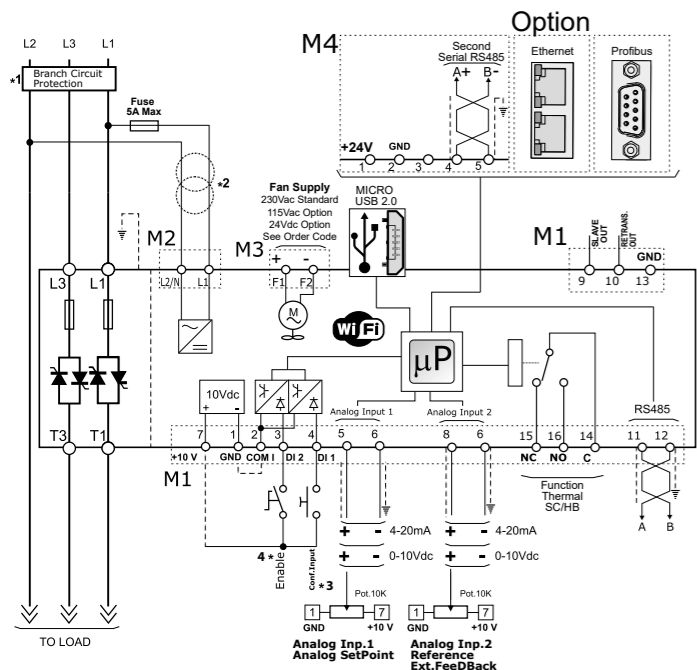 Option
M4
Second
Serial RS485
A+ B-
Ethernet
Profibus
+24V
GND
1 2 3 4 5
L2 L3 L1
*1
Branch Circuit
Protection
Fuse
5A Max
*2
Fan Supply
230Vac Standard
115Vac Option
24Vdc Option
See Order Code
MICRO
USB 2.0
M2
M3
+ -
M1
SLAVE
OUT
RETRANS.
OUT
GND
9 10 13
L3 L1
L2/N L1
F1 F2
M
WiFi
µP
10Vdc
+ -
Analog Input 1
Analog Input 2
RS485
T3 T1
7 1 2 3 4 5 6 8 6 15 16 14 11 12
+10 V GND COM I DI 2 DI 1
NC NO C
M1
Function
Thermal
SC/HB
A B
4 *
Enable
Conf.Input
*3
+ - 4-20mA
+ - 0-10Vdc
+ - 4-20mA
+ - 0-10Vdc
Pot.10K
1 7
GND +10 V
Pot.10K
1 7
GND +10 V
Analog Inp.1
Analog SetPoint
Analog Inp.2
Reference
Ext.FeeDBack
TO LOAD